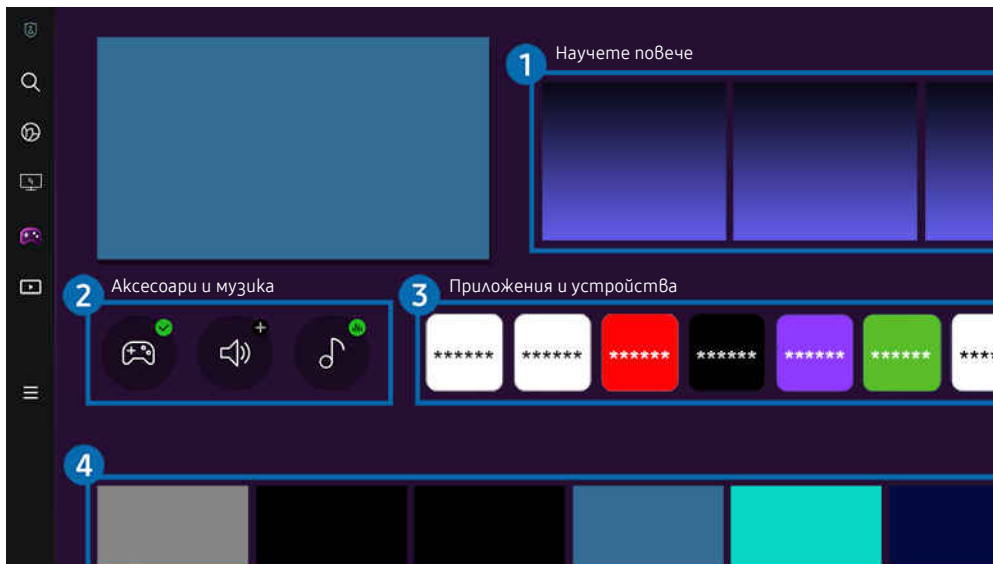 1 Научете повече
2 Аксесоари и музика
3 Приложения и устройства
****** ****** ****** ****** ****** ****** ****
4